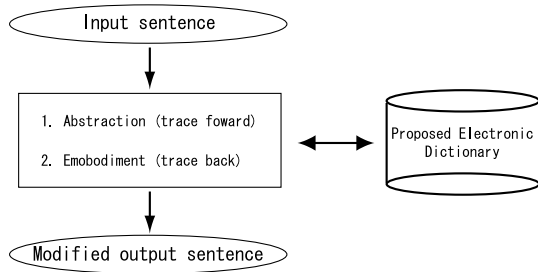 Input sentence
1. Abstraction (trace foward)
2. Emobodiment (trace back)
Proposed Electronic
Dictionary
Modified output sentence